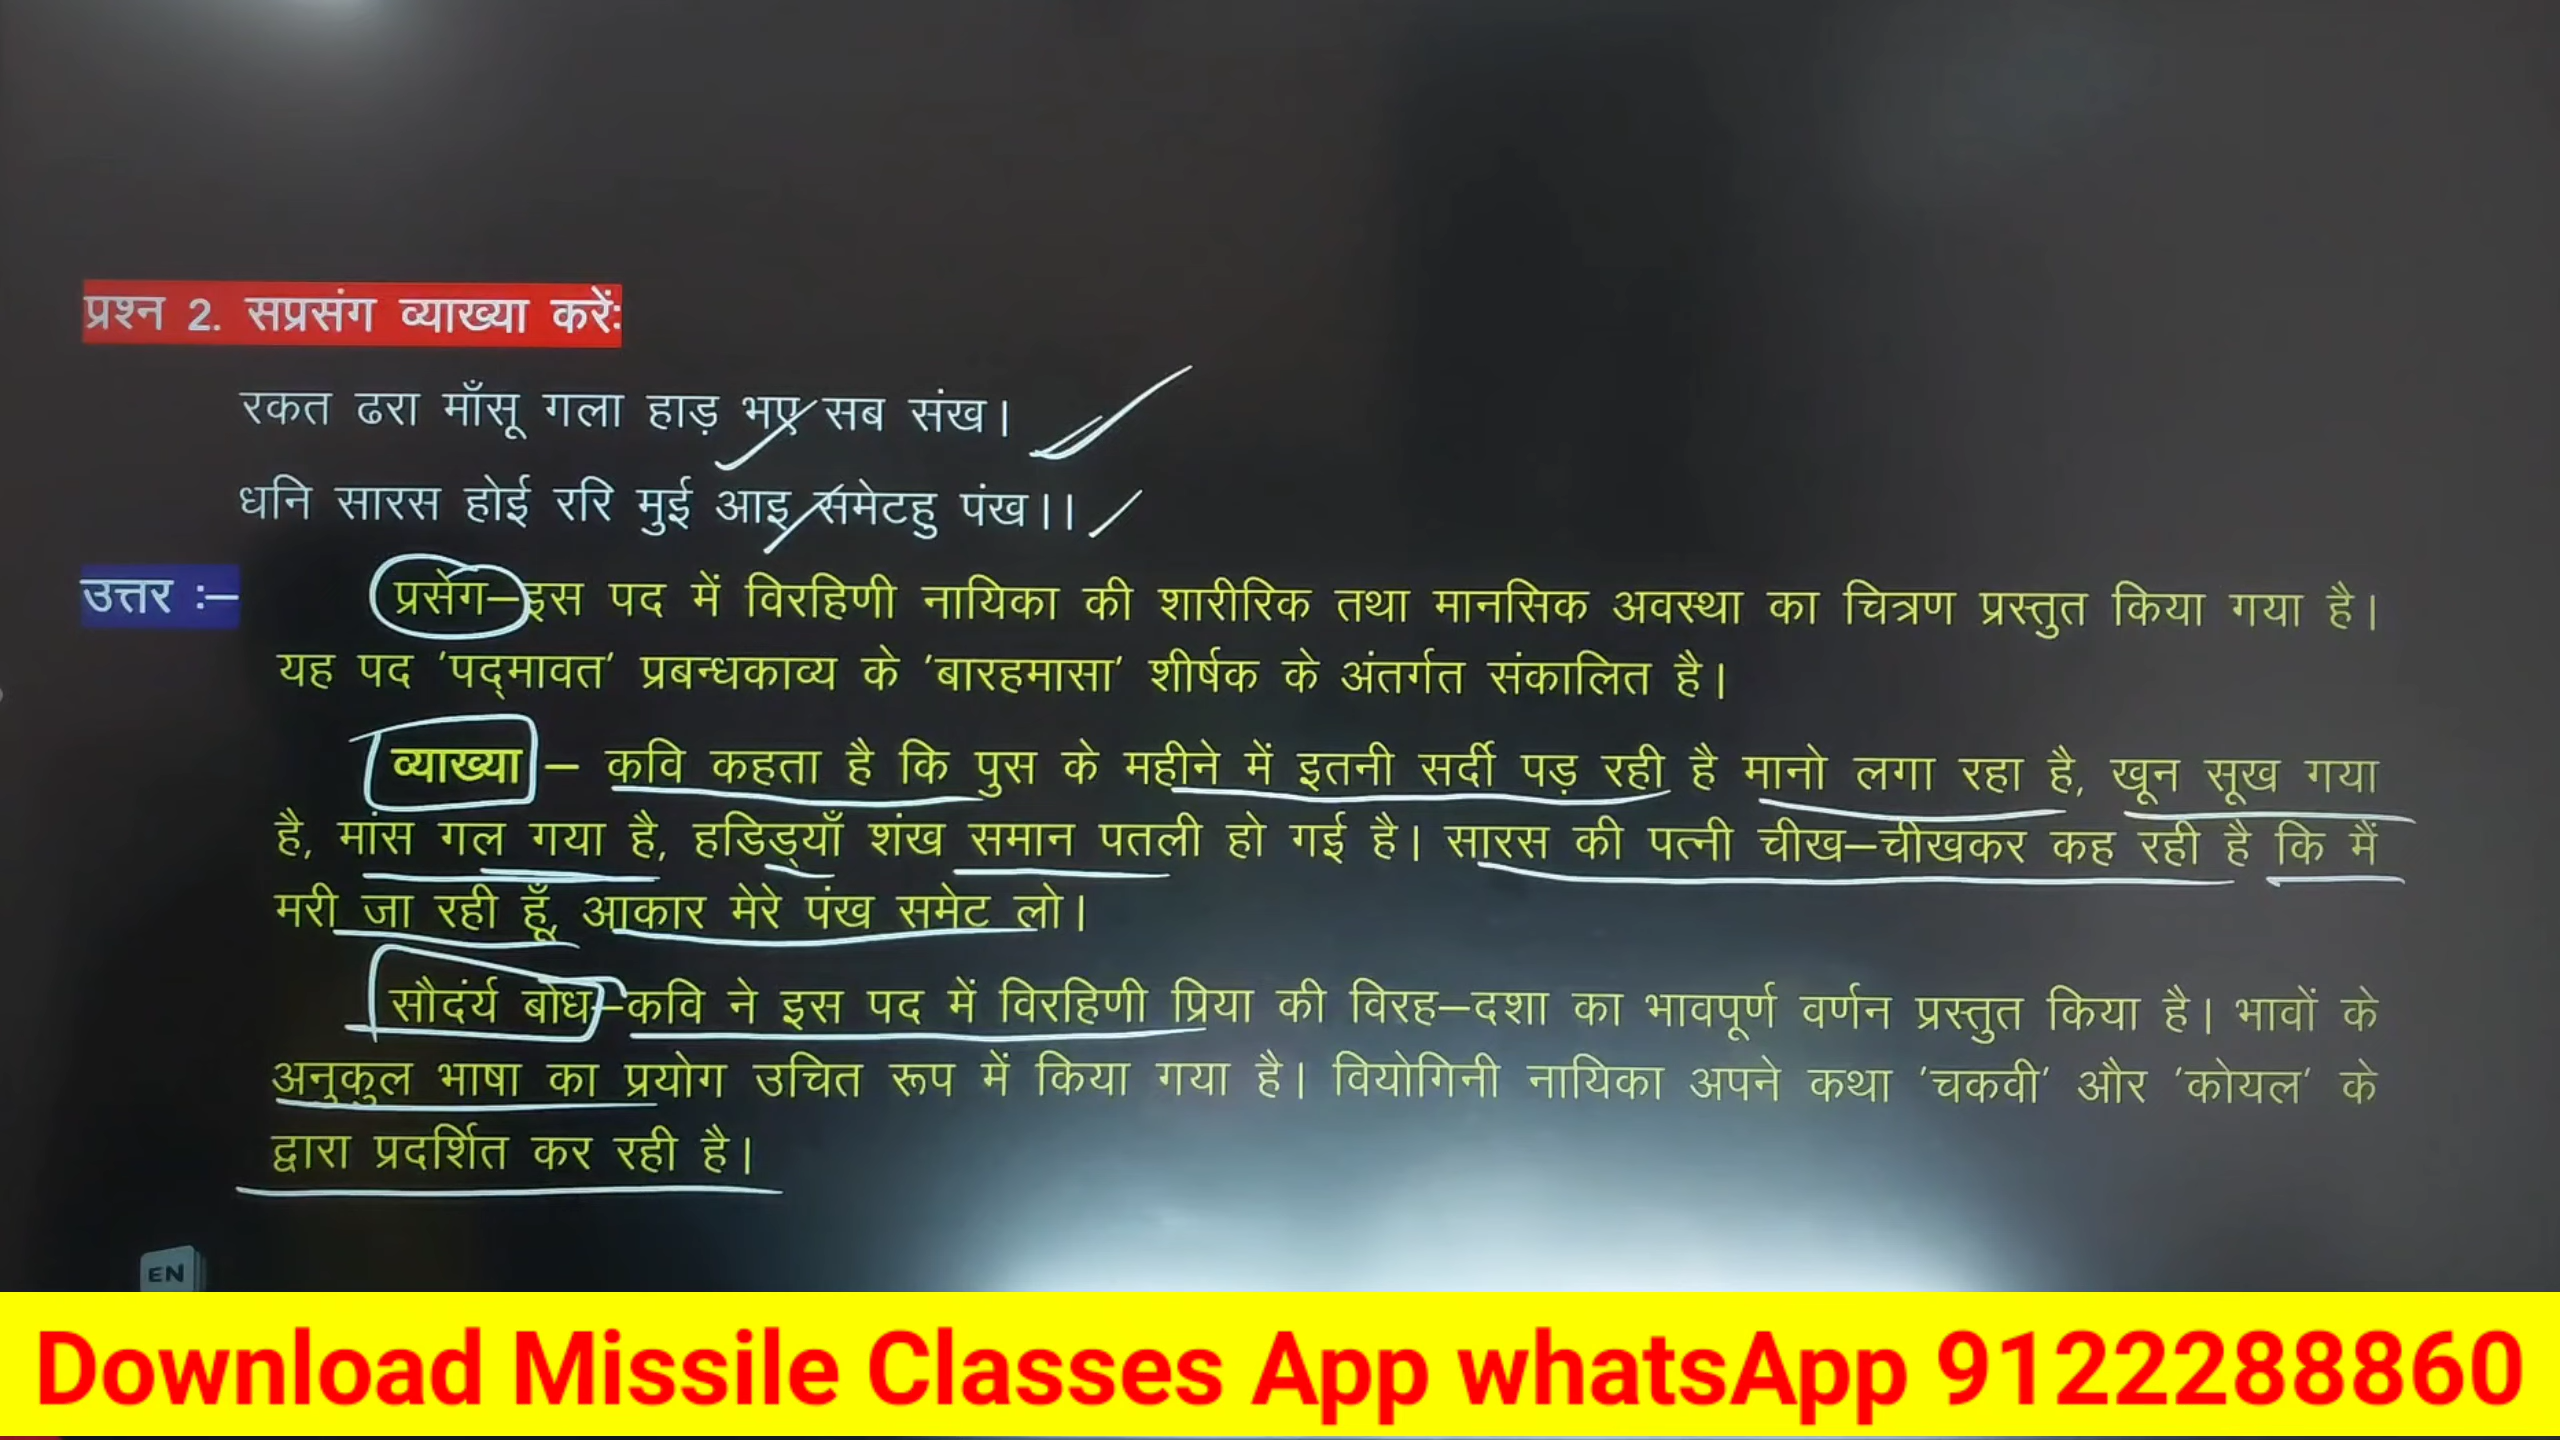 प्रश्न 2. सप्रसंग व्याख्या करें:
रकत ढरा माँसू गला हाड़ भए सब संख।
धनि सारस होई ररि मुई आइ समेटहु पंख।।
उत्तर :– प्रसेग–इस पद में विरहिणी नायिका की शारीरिक तथा मानसिक अवस्था का चित्रण प्रस्तुत किया गया है।
यह पद ’पद्‌मावत’ प्रबन्धकाव्य के ’बारहमासा’ शीर्षक के अंतर्गत संकालित है।
व्याख्या – कवि कहता है कि पुस के महीने में इतनी सर्दी पड़ रही है मानो लगा रहा है, खून सूख गया
है, मांस गल गया है, हडिड्याँ शंख समान पतली हो गई है। सारस की पत्नी चीख–चीखकर कह रही है कि मैं
मरी जा रही हूँ, आकार मेरे पंख समेट लो।
सौदंर्य बोध–कवि ने इस पद में विरहिणी प्रिया की विरह–दशा का भावपूर्ण वर्णन प्रस्तुत किया है। भावों के
अनुकुल भाषा का प्रयोग उचित रूप में किया गया है। वियोगिनी नायिका अपने कथा ’चकवी’ और ’कोयल’ के
द्वारा प्रदर्शित कर रही है।
EN
Download Missile Classes App whatsApp 9122288860